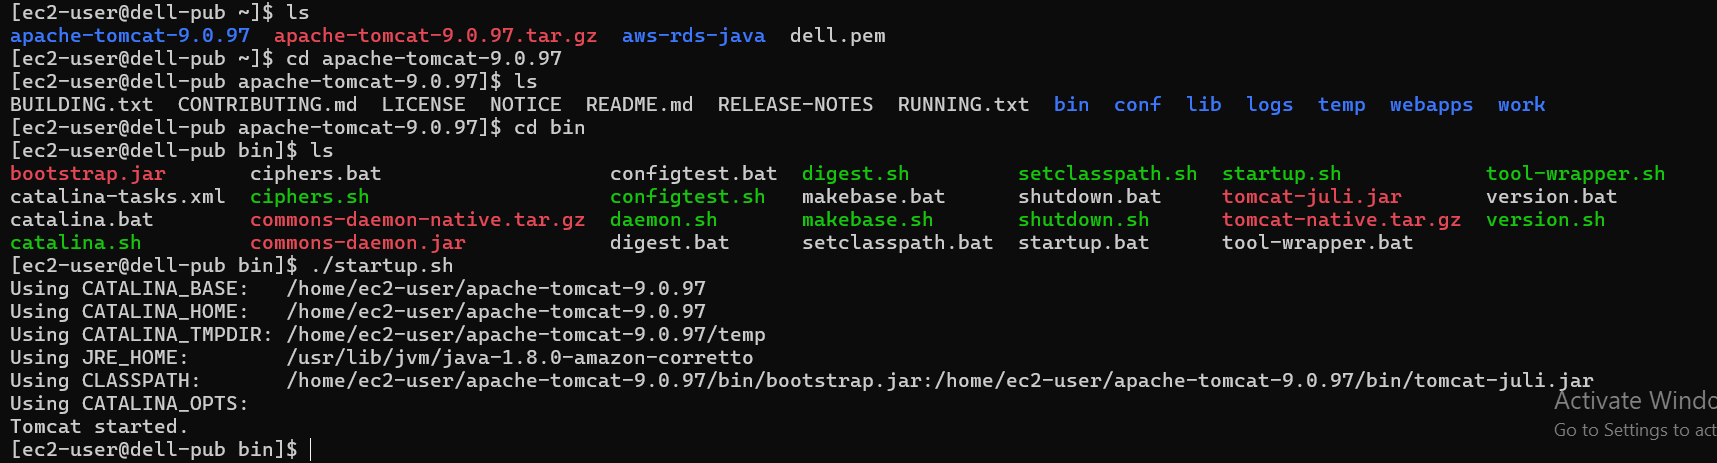 [ec2-user@dell-pub ~]$ ls
apache-tomcat-9.0.97  apache-tomcat-9.0.97.tar.gz  aws-rds-java  dell.pem
[ec2-user@dell-pub ~]$ cd apache-tomcat-9.0.97
[ec2-user@dell-pub apache-tomcat-9.0.97]$ ls
BUILDING.txt  CONTRIBUTING.md  LICENSE  NOTICE  README.md  RELEASE-NOTES  RUNNING.txt  bin  conf  lib  logs  temp  webapps  work
[ec2-user@dell-pub apache-tomcat-9.0.97]$ cd bin
[ec2-user@dell-pub bin]$ ls
bootstrap.jar       ciphers.bat                   configtest.bat  digest.sh         setclasspath.sh  startup.sh            tool-wrapper.sh
catalina-tasks.xml  ciphers.sh                    configtest.sh   makebase.bat      shutdown.bat     tomcat-juli.jar       version.bat
catalina.bat        commons-daemon-native.tar.gz  daemon.sh       makebase.sh       shutdown.sh      tomcat-native.tar.gz  version.sh
catalina.sh         commons-daemon.jar            digest.bat      setclasspath.bat  startup.bat      tool-wrapper.bat
[ec2-user@dell-pub bin]$ ./startup.sh
Using CATALINA_BASE:   /home/ec2-user/apache-tomcat-9.0.97
Using CATALINA_HOME:   /home/ec2-user/apache-tomcat-9.0.97
Using CATALINA_TMPDIR: /home/ec2-user/apache-tomcat-9.0.97/temp
Using JRE_HOME:        /usr/lib/jvm/java-1.8.0-amazon-corretto
Using CLASSPATH:       /home/ec2-user/apache-tomcat-9.0.97/bin/bootstrap.jar:/home/ec2-user/apache-tomcat-9.0.97/bin/tomcat-juli.jar
Using CATALINA_OPTS:
Tomcat started.
[ec2-user@dell-pub bin]$
Activate Windo
Go to Settings to act